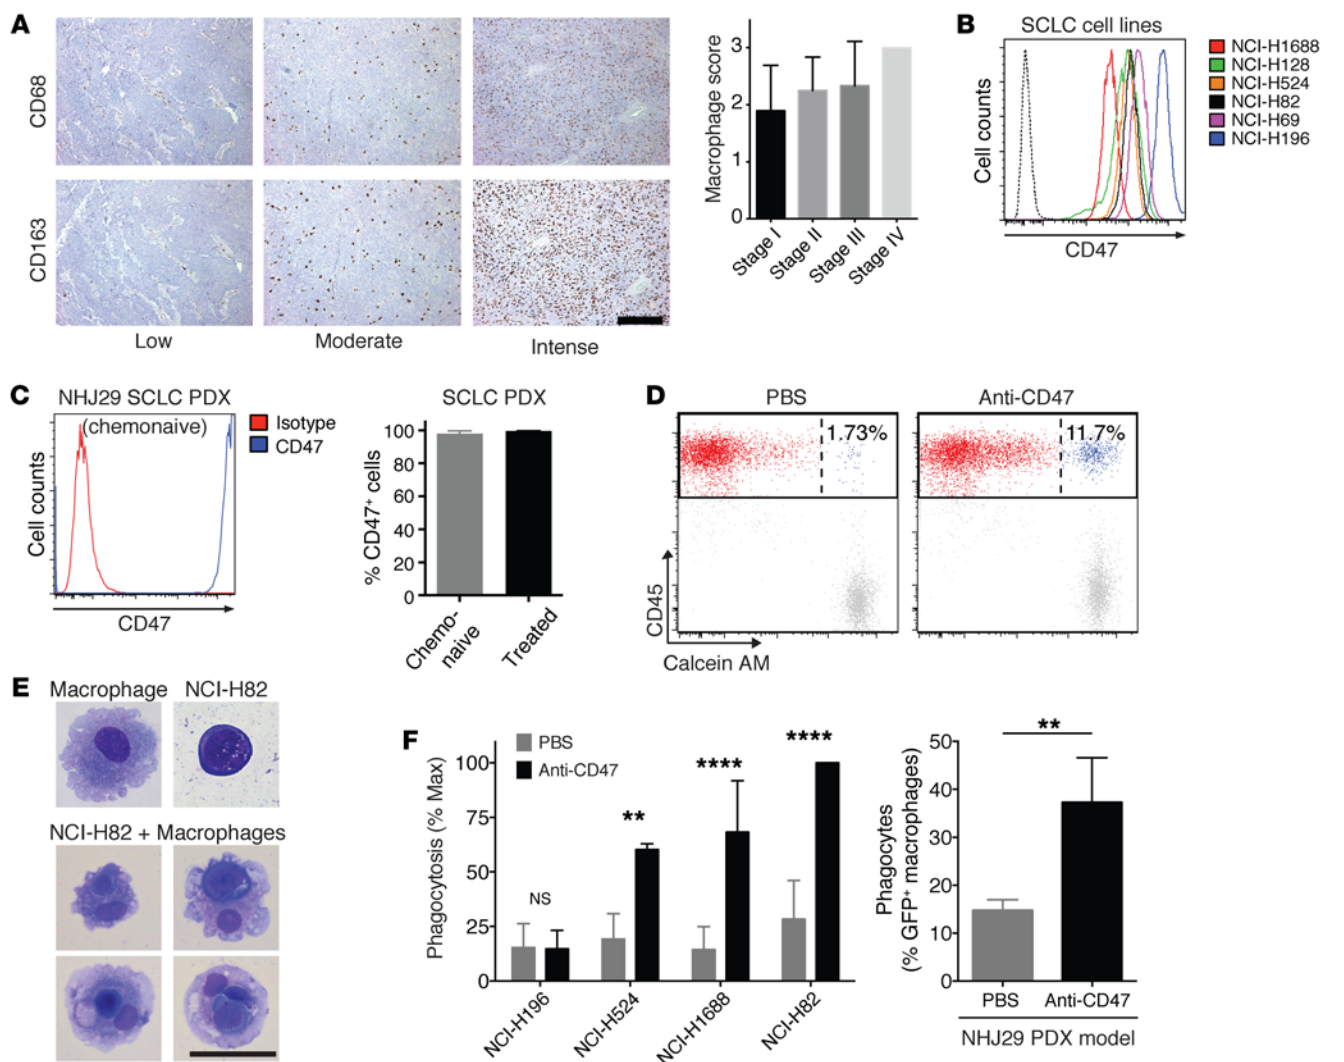 A
CD68
CD163
Low
Moderate
Intense
Macrophage score
3
2
1
0
Stage I
Stage II
Stage III
Stage IV
B
SCLC cell lines
Cell counts
CD47
NCI-H1688
NCI-H128
NCI-H524
NCI-H82
NCI-H69
NCI-H196
C
NHJ29 SCLC PDX
(chemonaive)
Isotype
CD47
Cell counts
CD47
SCLC PDX
% CD47⁺ cells
100
80
60
40
20
0
Chemo-
naive
Treated
D
PBS
Anti-CD47
1.73%
11.7%
CD45
Calcein AM
E
Macrophage
NCI-H82
NCI-H82 + Macrophages
F
PBS
Anti-CD47
Phagocytosis (% Max)
100
75
50
25
0
NS
**
****
****
NCI-H196
NCI-H524
NCI-H1688
NCI-H82
**
Phagocytes
(% GFP⁺ macrophages)
50
40
30
20
10
0
PBS
Anti-CD47
NHJ29 PDX model